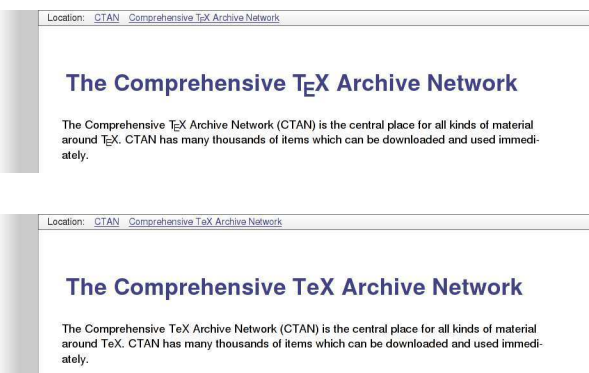 Location: CTAN Comprehensive TEX Archive Network
The Comprehensive TEX Archive Network
The Comprehensive TEX Archive Network (CTAN) is the central place for all kinds of material
around TEX. CTAN has many thousands of items which can be downloaded and used immedi-
ately.
Location: CTAN Comprehensive TeX Archive Network
The Comprehensive TeX Archive Network
The Comprehensive TeX Archive Network (CTAN) is the central place for all kinds of material
around TeX. CTAN has many thousands of items which can be downloaded and used immedi-
ately.